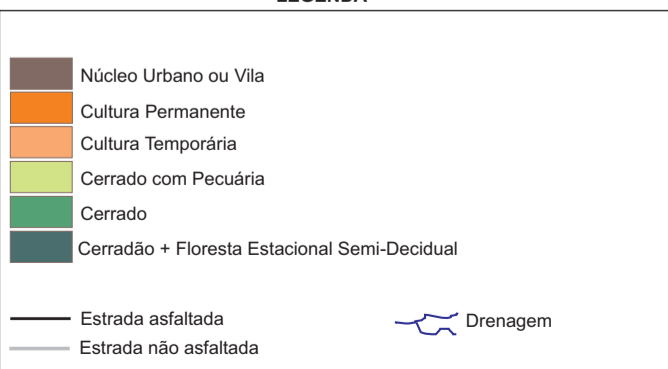 LEGENDA
Núcleo Urbano ou Vila
Cultura Permanente
Cultura Temporária
Cerrado com Pecuária
Cerrado
Cerradão + Floresta Estacional Semi-Decidual
Estrada asfaltada
Drenagem
Estrada não asfaltada